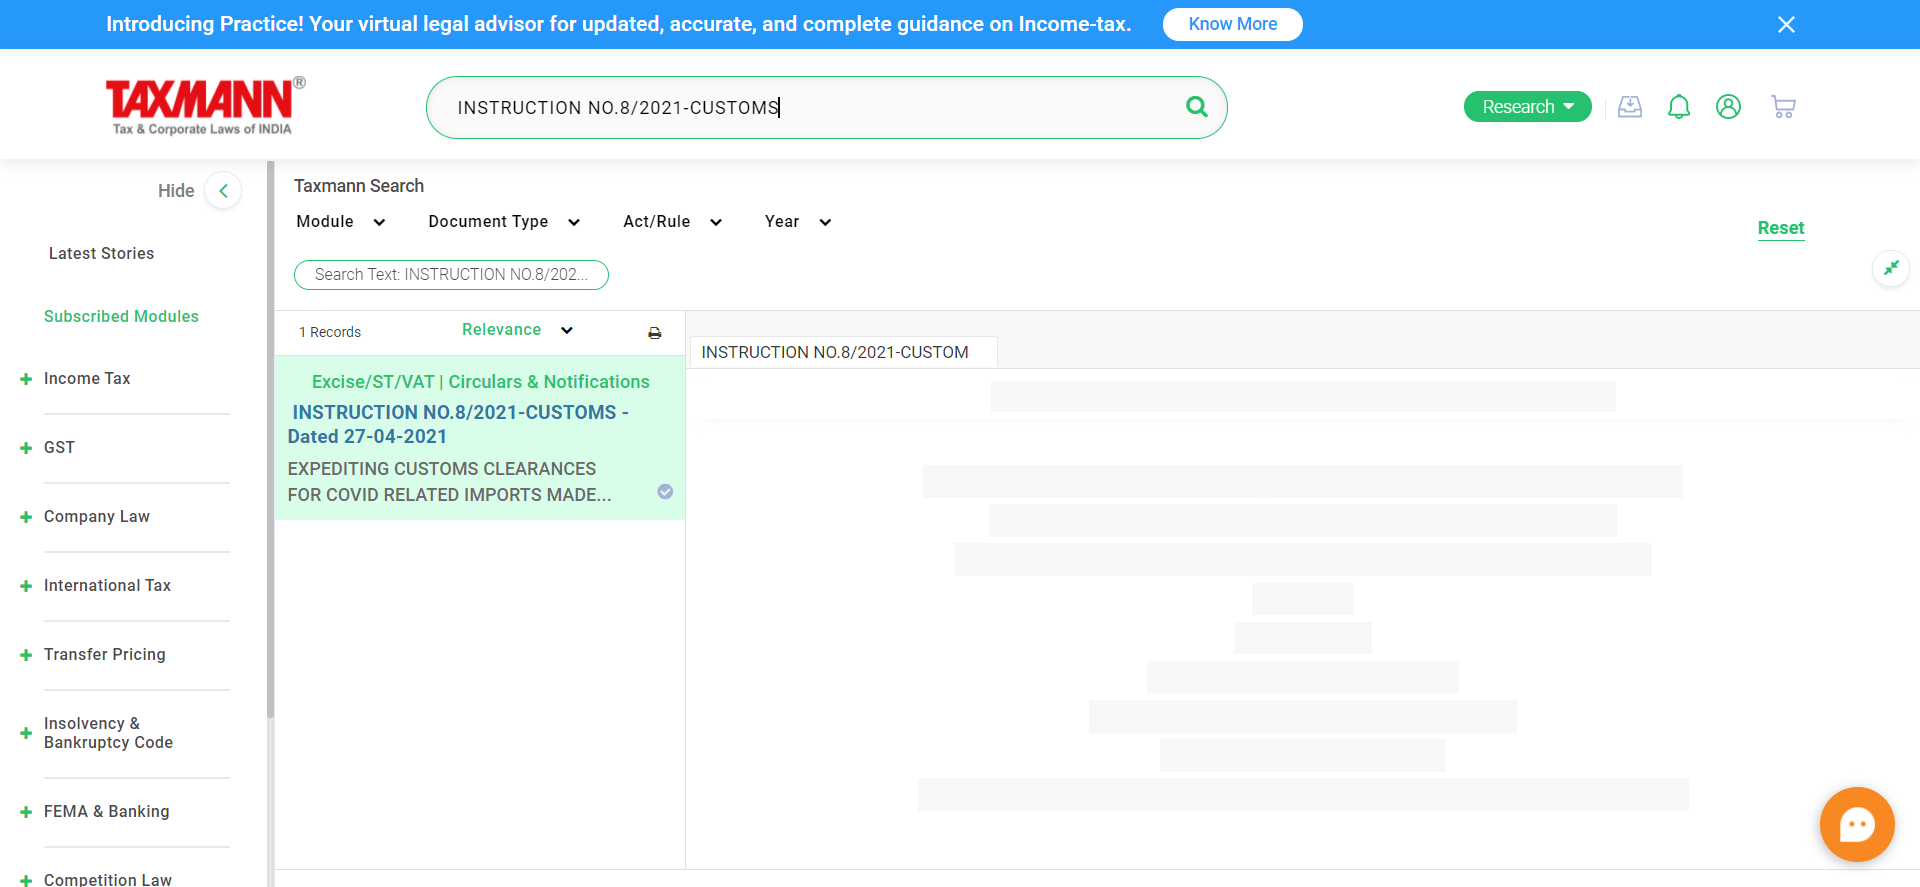 Introducing Practice! Your virtual legal advisor for updated, accurate, and complete guidance on Income-tax.
Know More
TAXMANN®
Tax & Corporate Laws of INDIA
INSTRUCTION NO.8/2021-CUSTOMS
Research
Hide
Latest Stories
Subscribed Modules
Income Tax
GST
Company Law
International Tax
Transfer Pricing
Insolvency &
Bankruptcy Code
FEMA & Banking
Competition Law
Taxmann Search
Module
Document Type
Act/Rule
Year
Reset
Search Text: INSTRUCTION NO.8/202...
1 Records
Relevance
Excise/ST/VAT | Circulars & Notifications
INSTRUCTION NO.8/2021-CUSTOMS -
Dated 27-04-2021
EXPEDITING CUSTOMS CLEARANCES
FOR COVID RELATED IMPORTS MADE...
INSTRUCTION NO.8/2021-CUSTOM